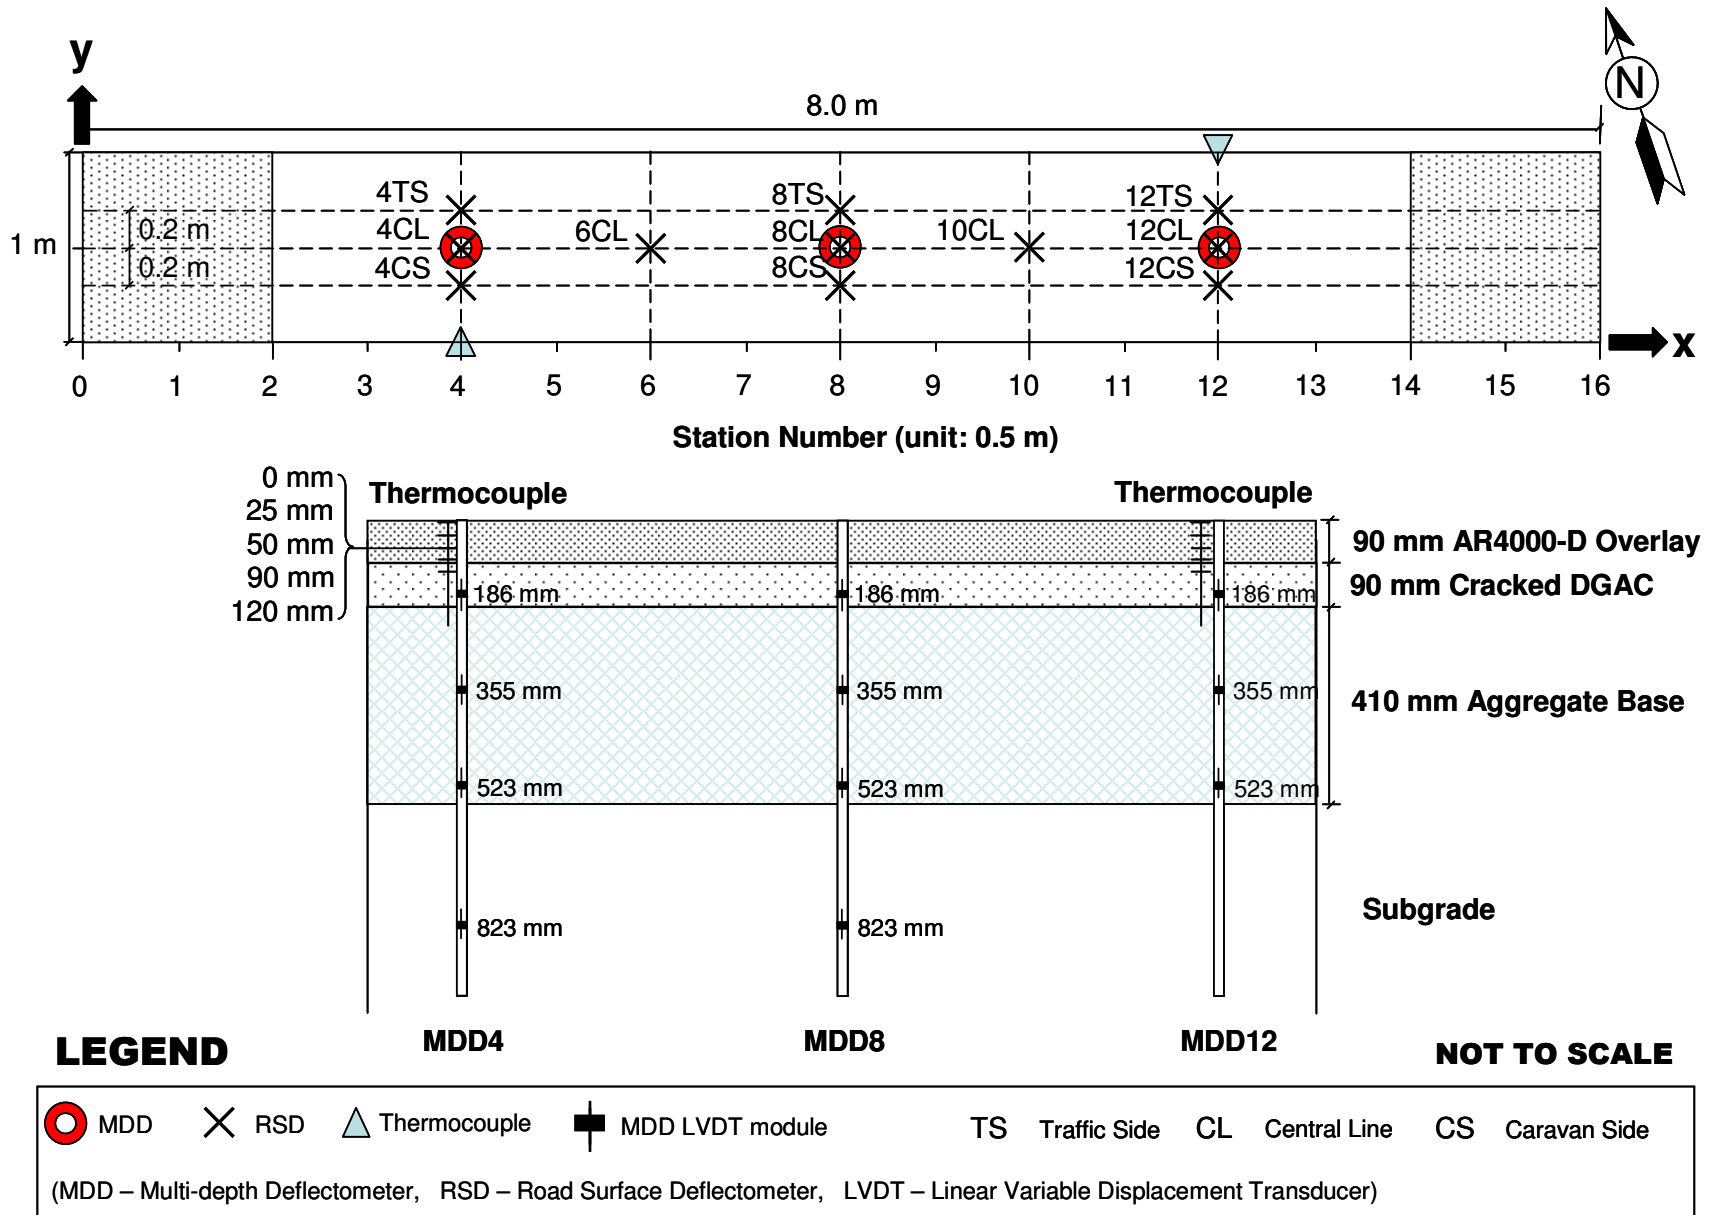 y
N
8.0 m
4TS 8TS 12TS
1 m 0.2 m 4CL 6CL 8CL 10CL 12CL
0.2 m 4CS 8CS 12CS
x
0 1 2 3 4 5 6 7 8 9 10 11 12 13 14 15 16
Station Number (unit: 0.5 m)
0 mm
25 mm
50 mm
90 mm
120 mm
Thermocouple Thermocouple
90 mm AR4000-D Overlay
90 mm Cracked DGAC
186 mm 186 mm 186 mm
355 mm 355 mm 355 mm
410 mm Aggregate Base
523 mm 523 mm 523 mm
Subgrade
823 mm 823 mm
MDD4 MDD8 MDD12
LEGEND NOT TO SCALE
MDD RSD Thermocouple MDD LVDT module TS Traffic Side CL Central Line CS Caravan Side
(MDD – Multi-depth Deflectometer, RSD – Road Surface Deflectometer, LVDT – Linear Variable Displacement Transducer)